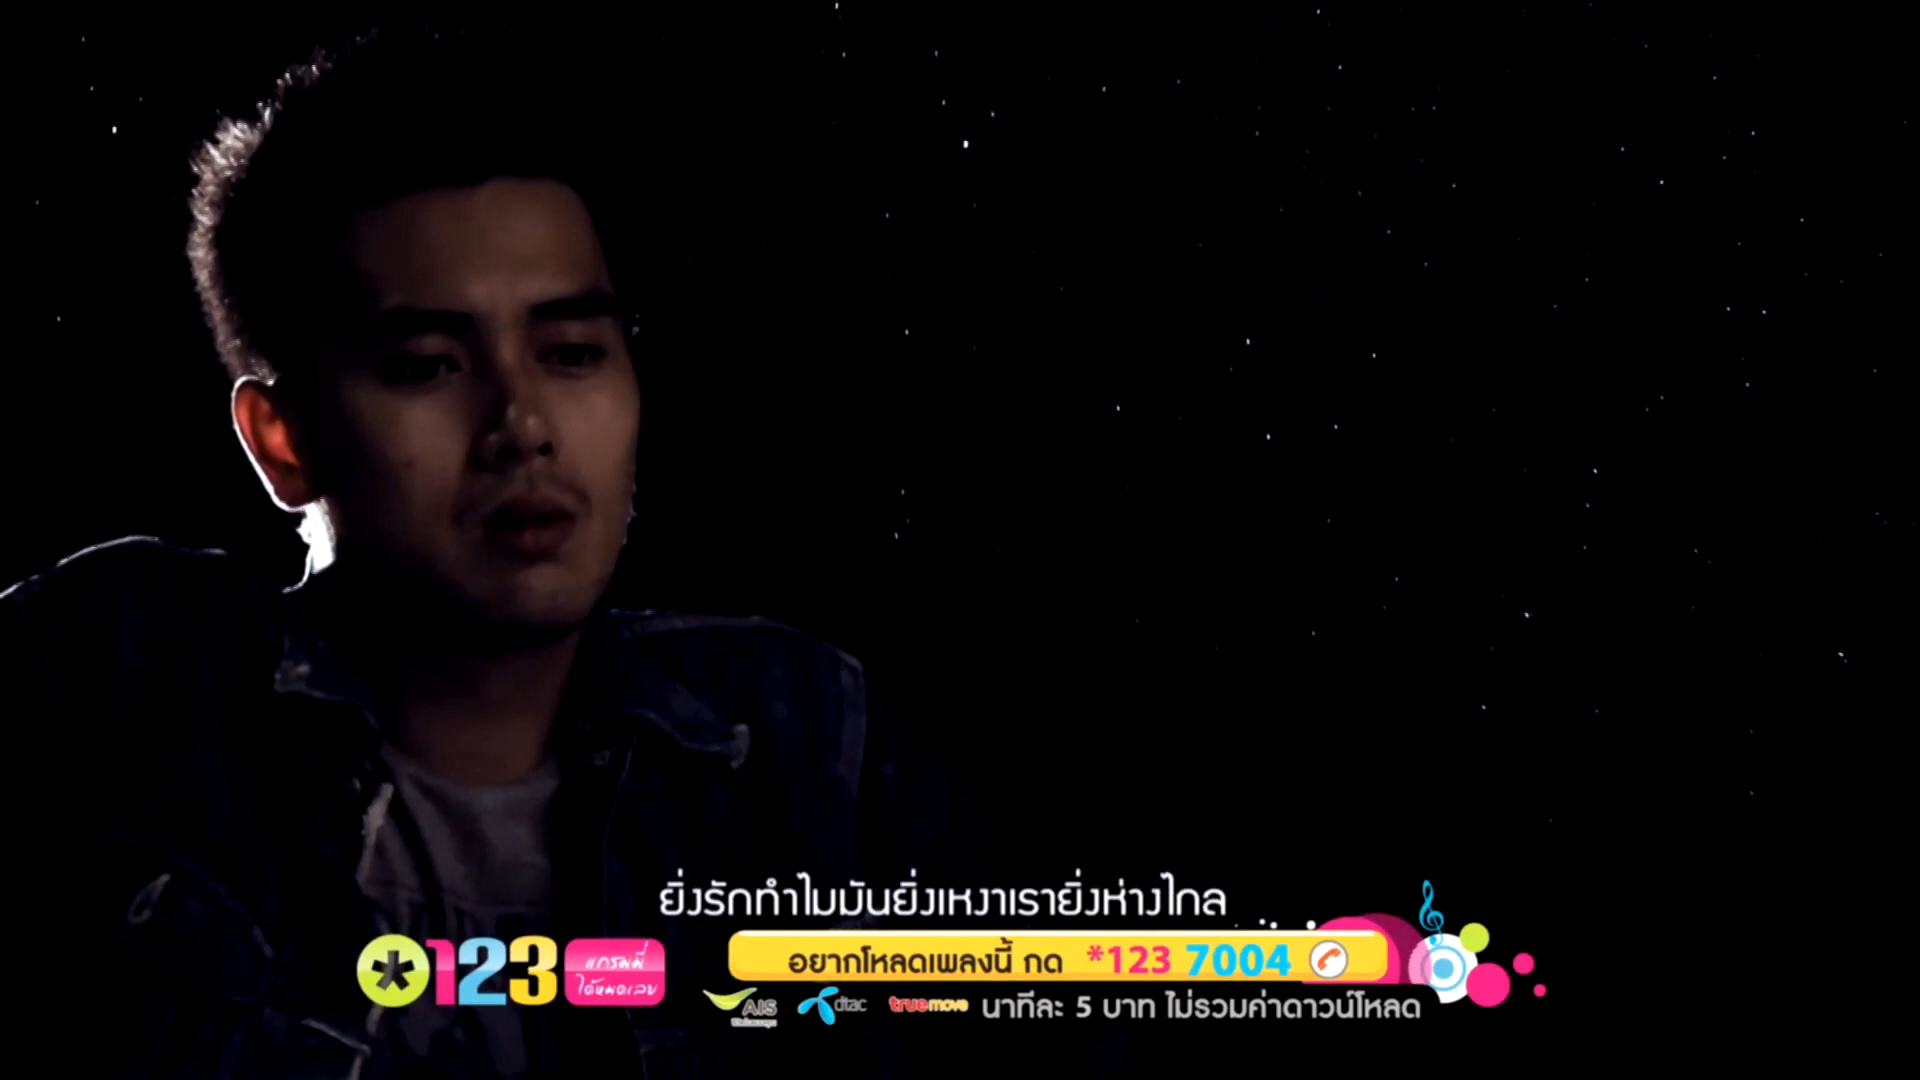 ยิ่งรักทำไมมันยิ่งเหงาเรายิ่งห่างไกล
*123 แกรมมี่ ได้หมดเลย
อยากโหลดเพลงนี้ กด *123 7004
AIS dtac truemove นาทีละ 5 บาท ไม่รวมค่าดาวน์โหลด